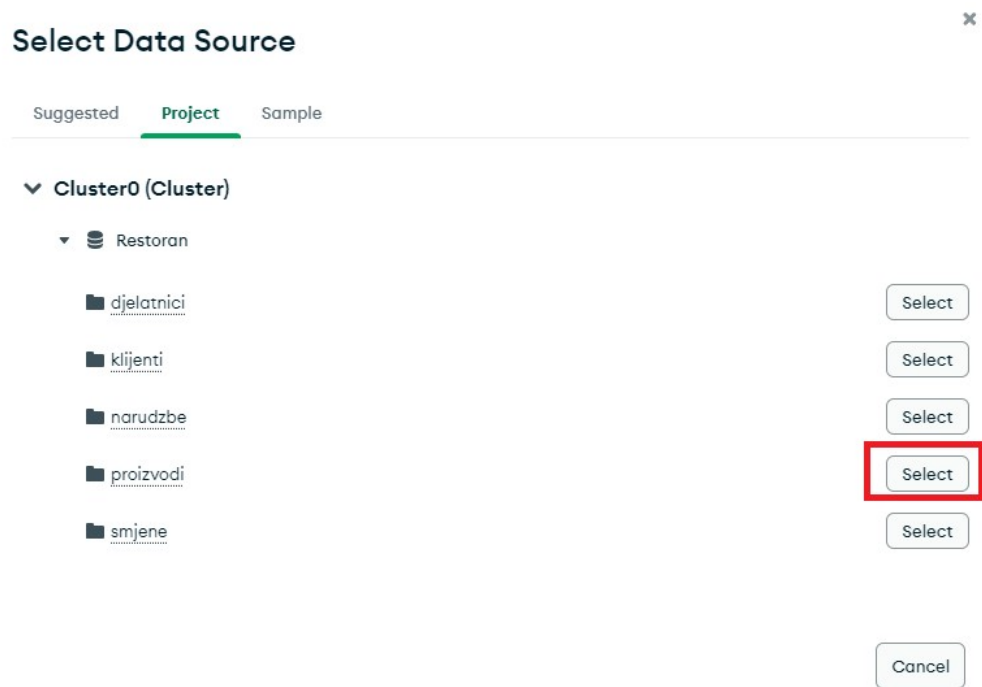 Select Data Source
Suggested Project Sample
Cluster0 (Cluster)
Restoran
djelatnici Select
klijenti Select
narudzbe Select
proizvodi Select
smjene Select
Cancel